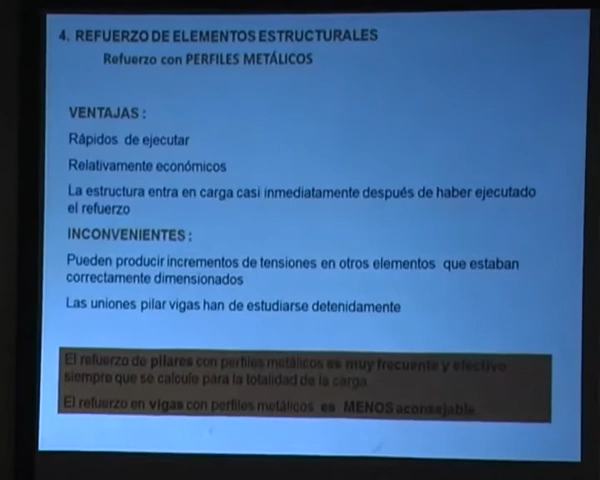 4. REFUERZO DE ELEMENTOS ESTRUCTURALES
Refuerzo con PERFILES METÁLICOS
VENTAJAS :
Rápidos de ejecutar
Relativamente económicos
La estructura entra en carga casi inmediatamente después de haber ejecutado
el refuerzo
INCONVENIENTES :
Pueden producir incrementos de tensiones en otros elementos que estaban
correctamente dimensionados
Las uniones pilar vigas han de estudiarse detenidamente
El refuerzo de pilares con perfiles metálicos es muy frecuente y efectivo
siempre que se calcule para la totalidad de la carga
El refuerzo en vigas con perfiles metálicos es MENOS aconsejable